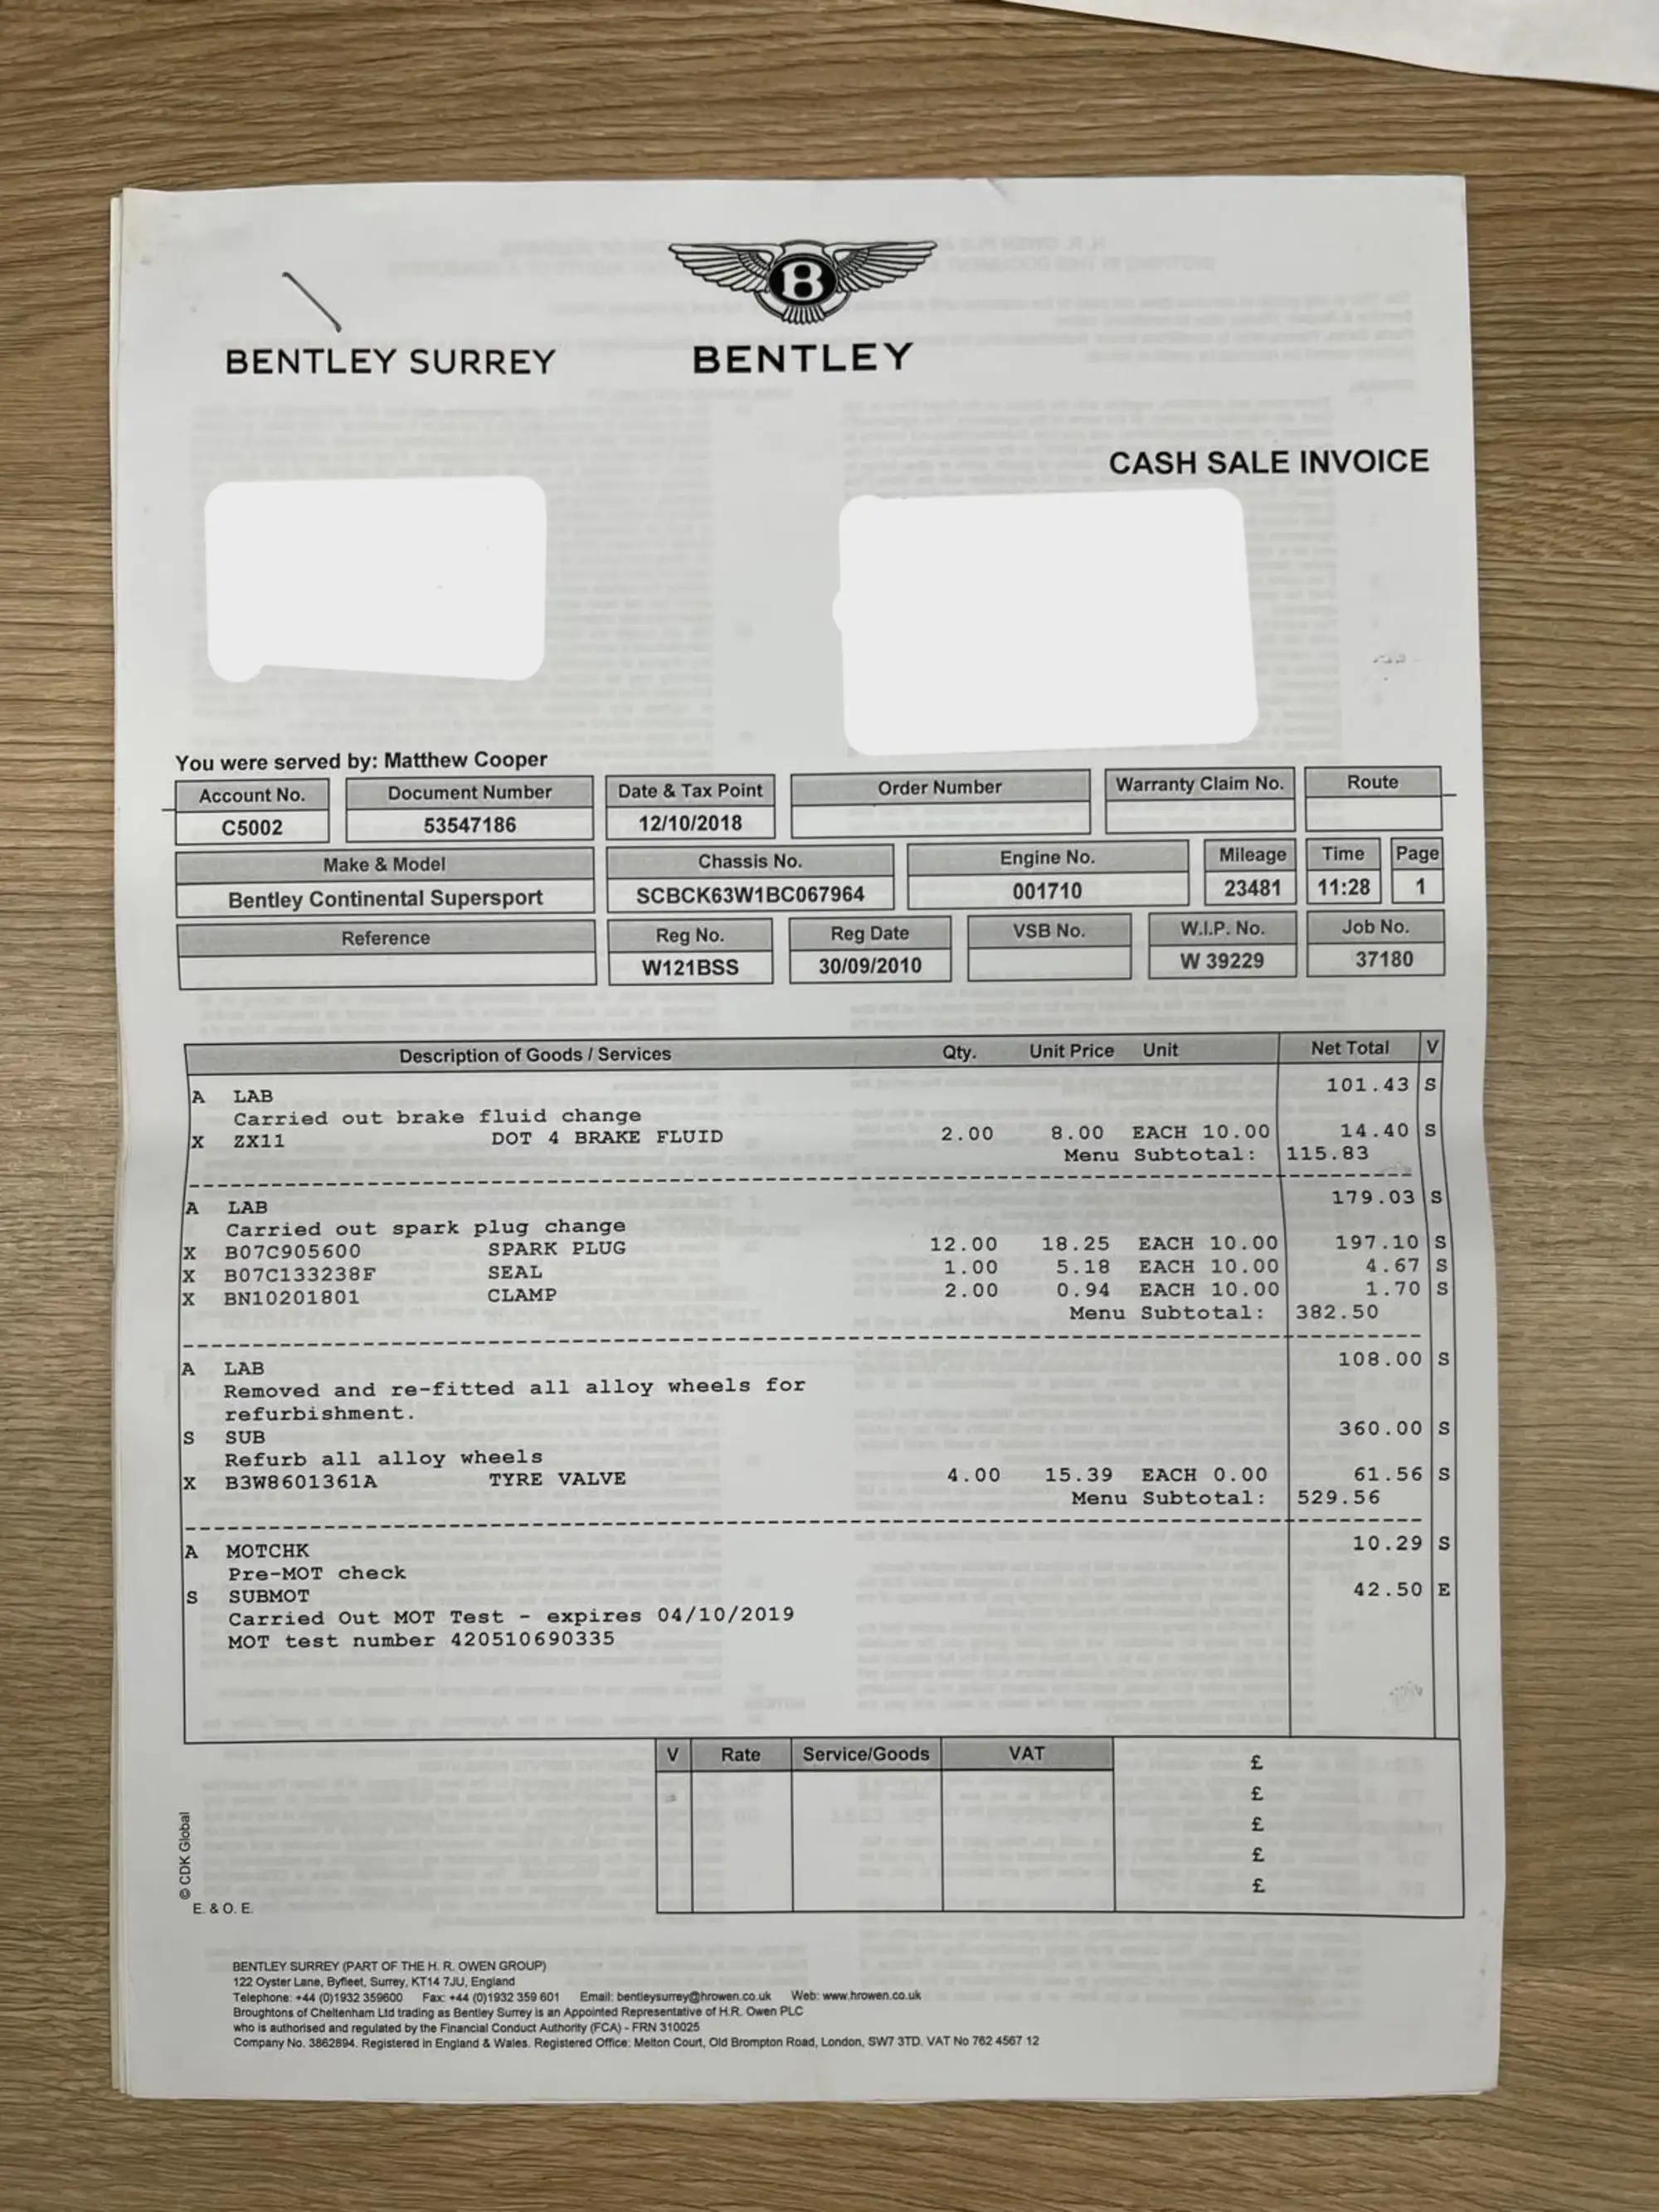 B
BENTLEY SURREY
BENTLEY
CASH SALE INVOICE
You were served by: Matthew Cooper
Account No. Document Number Date & Tax Point Order Number Warranty Claim No. Route
C5002 53547186 12/10/2018
Make & Model Chassis No. Engine No. Mileage Time Page
Bentley Continental Supersport SCBCK63W1BC067964 001710 23481 11:28 1
Reference Reg No. Reg Date VSB No. W.I.P. No. Job No.
W121BSS 30/09/2010 W 39229 37180
Description of Goods / Services Qty. Unit Price Unit Net Total V
A LAB 101.43 S
Carried out brake fluid change
X ZX11 DOT 4 BRAKE FLUID 2.00 8.00 EACH 10.00 14.40 S
Menu Subtotal: 115.83
A LAB 179.03 S
Carried out spark plug change
X B07C905600 SPARK PLUG 12.00 18.25 EACH 10.00 197.10 S
X B07C133238F SEAL 1.00 5.18 EACH 10.00 4.67 S
X BN10201801 CLAMP 2.00 0.94 EACH 10.00 1.70 S
Menu Subtotal: 382.50
A LAB 108.00 S
Removed and re-fitted all alloy wheels for
refurbishment.
S SUB 360.00 S
Refurb all alloy wheels
X B3W8601361A TYRE VALVE 4.00 15.39 EACH 0.00 61.56 S
Menu Subtotal: 529.56
A MOTCHK 10.29 S
Pre-MOT check
S SUBMOT 42.50 E
Carried Out MOT Test - expires 04/10/2019
MOT test number 420510690335
V Rate Service/Goods VAT £
£
£
£
£
© CDK Global
E. & O. E.
BENTLEY SURREY (PART OF THE H. R. OWEN GROUP)
122 Oyster Lane, Byfleet, Surrey, KT14 7JU, England
Telephone: +44 (0)1932 359600 Fax: +44 (0)1932 359 601 Email: bentleysurrey@hrowen.co.uk Web: www.hrowen.co.uk
Broughtons of Cheltenham Ltd trading as Bentley Surrey is an Appointed Representative of H.R. Owen PLC
who is authorised and regulated by the Financial Conduct Authority (FCA) - FRN 310025
Company No. 3862894. Registered in England & Wales. Registered Office: Melton Court, Old Brompton Road, London, SW7 3TD. VAT No 762 4567 12